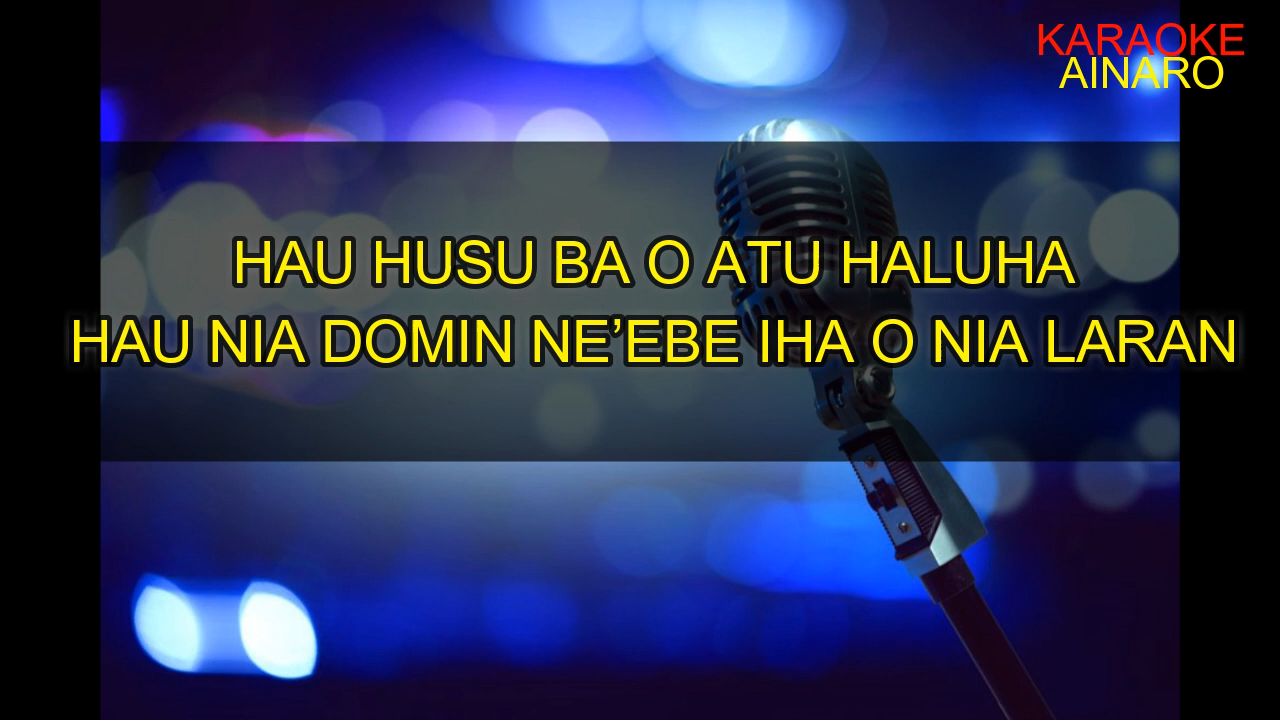 KARAOKE
AINARO
HAU HUSU BA O ATU HALUHA
HAU NIA DOMIN NE’EBE IHA O NIA LARAN